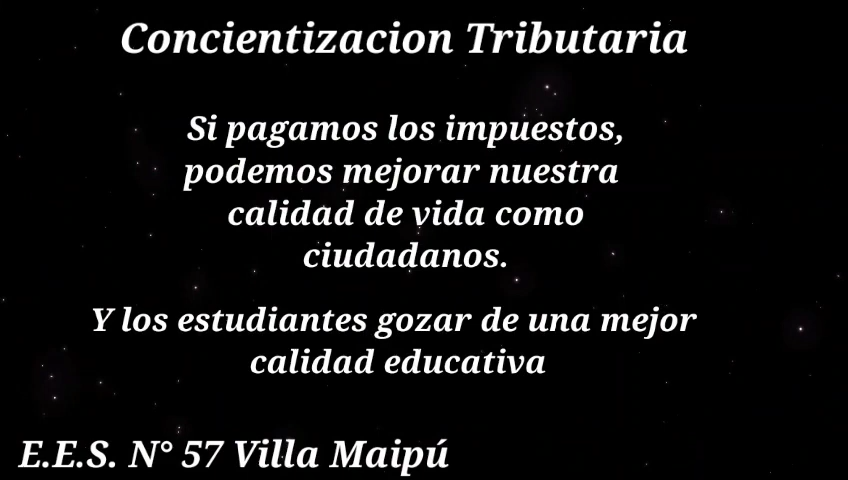 Concientizacion Tributaria
Si pagamos los impuestos,
podemos mejorar nuestra
calidad de vida como
ciudadanos.
Y los estudiantes gozar de una mejor
calidad educativa
E.E.S. N° 57 Villa Maipú